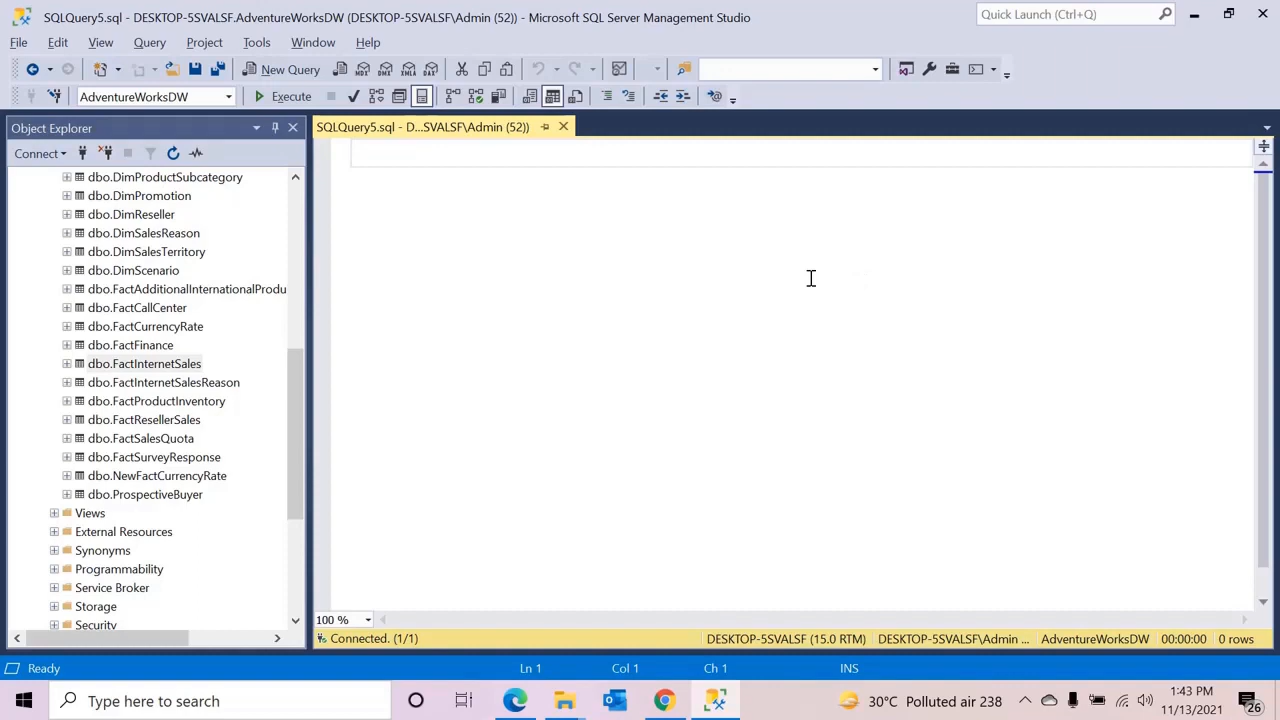 SQLQuery5.sql - DESKTOP-5SVALSF.AdventureWorksDW (DESKTOP-5SVALSF\Admin (52)) - Microsoft SQL Server Management Studio
Quick Launch (Ctrl+Q)
File Edit View Query Project Tools Window Help
New Query
MDX DMX XMLA DAX
AdventureWorksDW Execute
Object Explorer
SQLQuery5.sql - D...SVALSF\Admin (52))
Connect
dbo.DimProductSubcategory
dbo.DimPromotion
dbo.DimReseller
dbo.DimSalesReason
dbo.DimSalesTerritory
dbo.DimScenario
dbo.FactAdditionalInternationalProdu
dbo.FactCallCenter
dbo.FactCurrencyRate
dbo.FactFinance
dbo.FactInternetSales
dbo.FactInternetSalesReason
dbo.FactProductInventory
dbo.FactResellerSales
dbo.FactSalesQuota
dbo.FactSurveyResponse
dbo.NewFactCurrencyRate
dbo.ProspectiveBuyer
Views
External Resources
Synonyms
Programmability
Service Broker
Storage
Security
100 %
Connected. (1/1) DESKTOP-5SVALSF (15.0 RTM) DESKTOP-5SVALSF\Admin ... AdventureWorksDW 00:00:00 0 rows
Ready Ln 1 Col 1 Ch 1 INS
Type here to search
30°C Polluted air 238
1:43 PM
11/13/2021
26